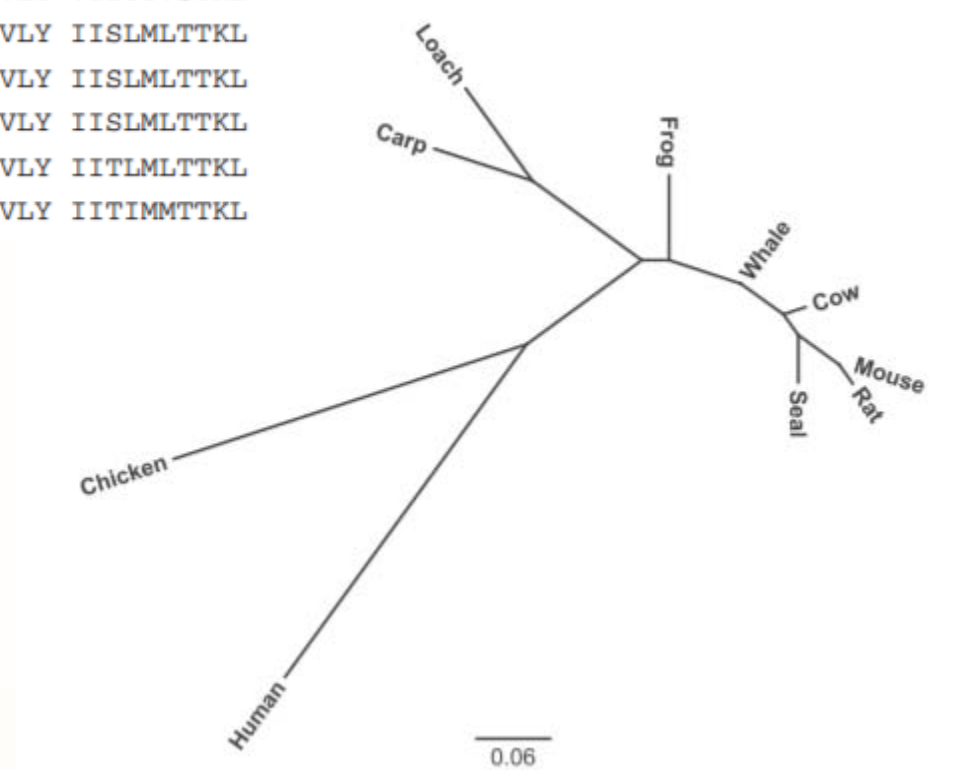 VLY IISLMLTTKL
VLY IISLMLTTKL
VLY IISLMLTTKL
VLY IITLMLTTKL
VLY IITIMMTTKL
Loach
Carp
Frog
Whale
Cow
Mouse
Rat
Seal
Chicken
Human
0.06